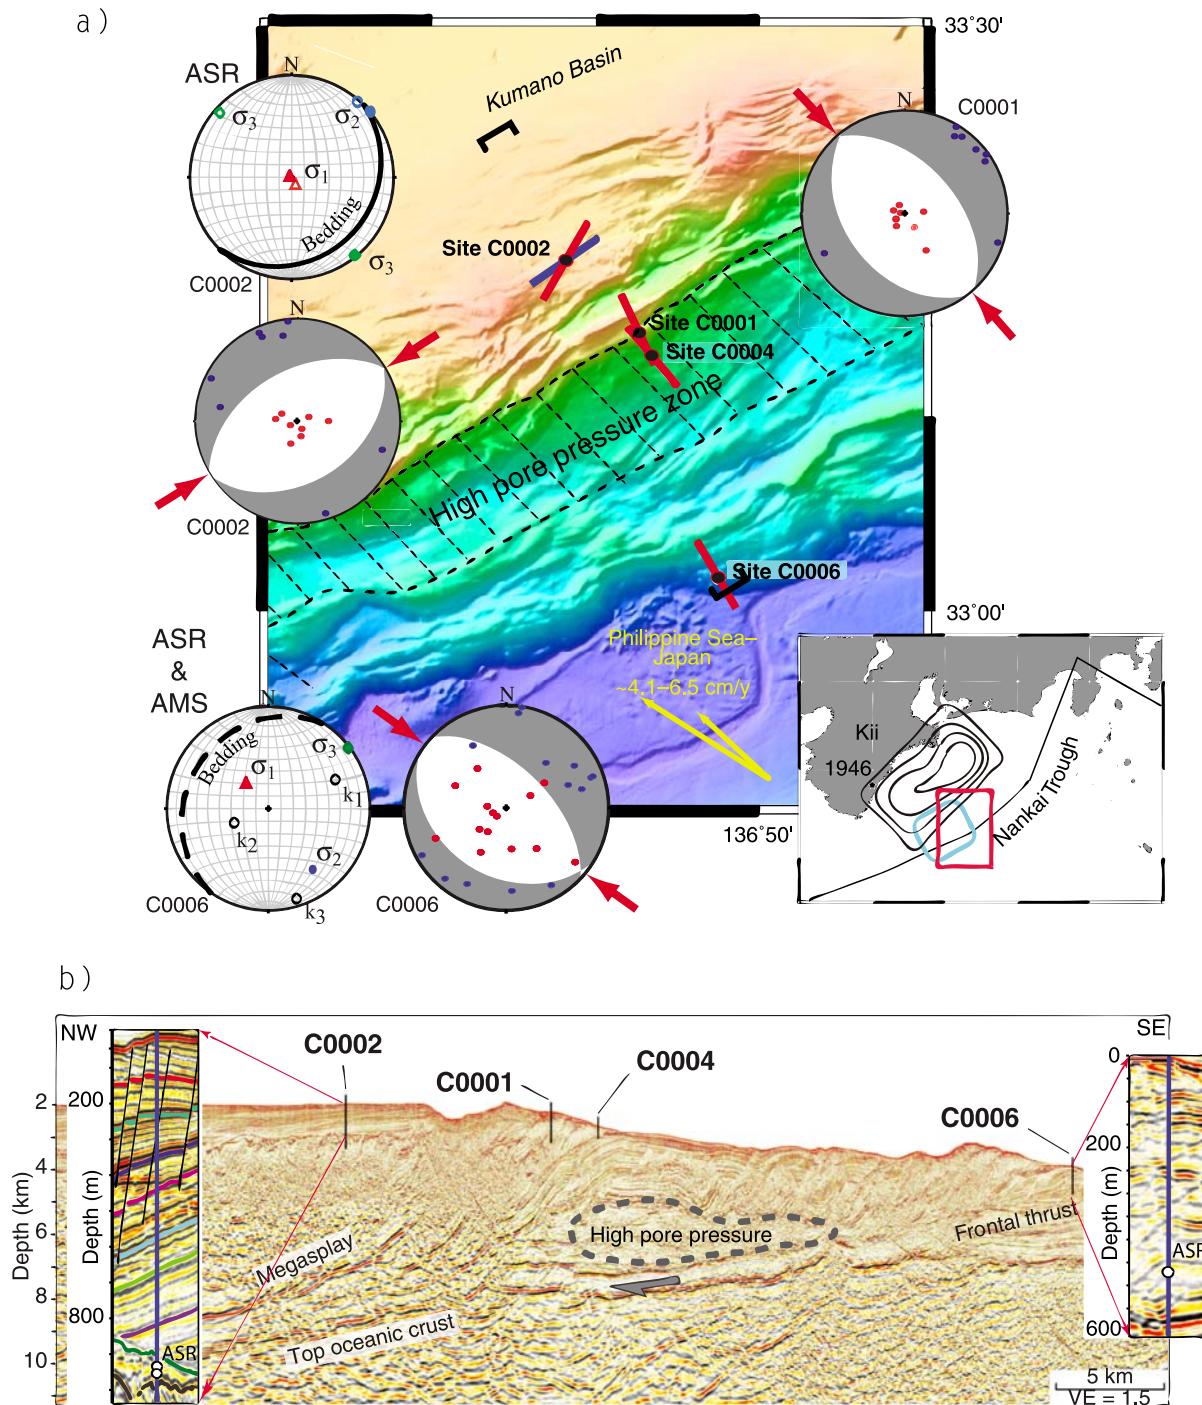 a)
33°30'
ASR
N
σ3
σ2
σ1
Bedding
σ3
C0002
Kumano Basin
N
C0001
Site C0002
Site C0001
Site C0004
N
C0002
High pore pressure zone
Site C0006
33°00'
Philippine Sea–
Japan
~4.1–6.5 cm/y
ASR
&
AMS
N
Bedding
σ3
σ1
k1
k2
σ2
k3
C0006
N
C0006
136°50'
Kii
1946
Nankai Trough
b)
NW
SE
C0002
C0001
C0004
C0006
0
200
600
Depth (m)
ASR
2
4
6
8
10
Depth (km)
200
800
Depth (m)
ASR
High pore pressure
Frontal thrust
Megasplay
Top oceanic crust
5 km
VE = 1.5